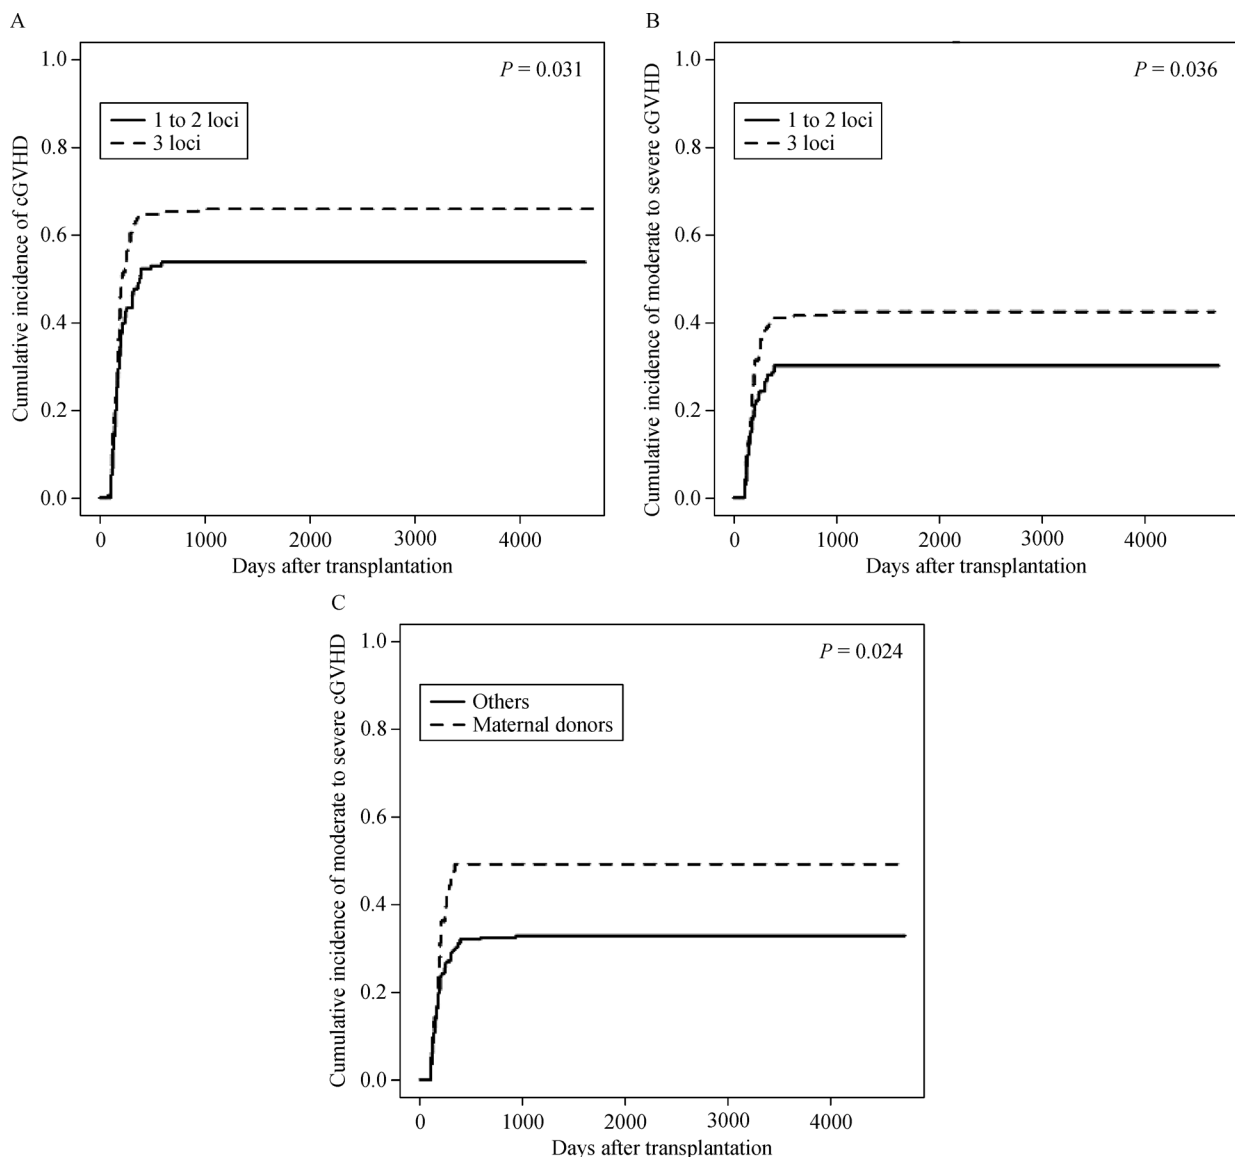 A
Cumulative incidence of cGVHD
1.0
0.8
0.6
0.4
0.2
0.0
P = 0.031
1 to 2 loci
3 loci
0 1000 2000 3000 4000
Days after transplantation
B
Cumulative incidence of moderate to severe cGVHD
1.0
0.8
0.6
0.4
0.2
0.0
P = 0.036
1 to 2 loci
3 loci
0 1000 2000 3000 4000
Days after transplantation
C
Cumulative incidence of moderate to severe cGVHD
1.0
0.8
0.6
0.4
0.2
0.0
P = 0.024
Others
Maternal donors
0 1000 2000 3000 4000
Days after transplantation